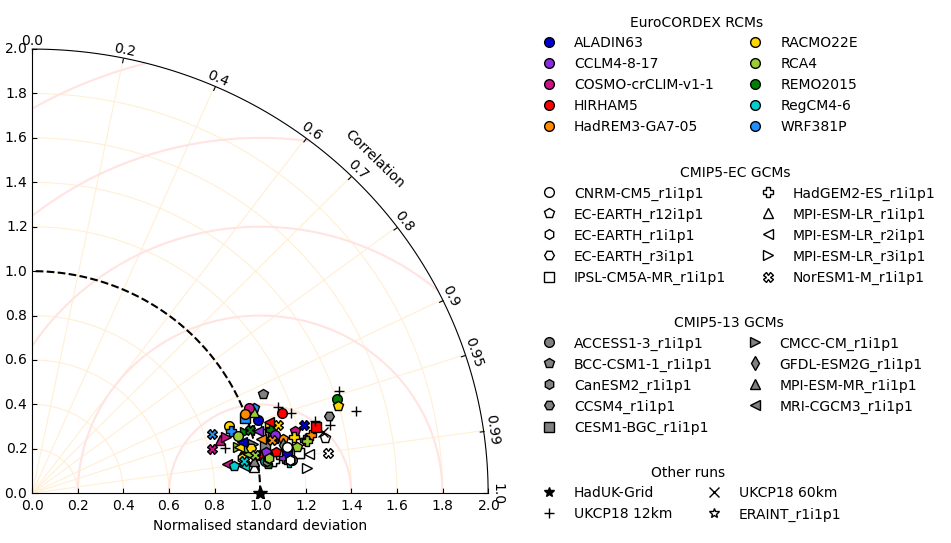 EuroCORDEX RCMs
ALADIN63 RACMO22E
CCLM4-8-17 RCA4
COSMO-crCLIM-v1-1 REMO2015
HIRHAM5 RegCM4-6
HadREM3-GA7-05 WRF381P
CMIP5-EC GCMs
CNRM-CM5_r1i1p1 HadGEM2-ES_r1i1p1
EC-EARTH_r12i1p1 MPI-ESM-LR_r1i1p1
EC-EARTH_r1i1p1 MPI-ESM-LR_r2i1p1
EC-EARTH_r3i1p1 MPI-ESM-LR_r3i1p1
IPSL-CM5A-MR_r1i1p1 NorESM1-M_r1i1p1
CMIP5-13 GCMs
ACCESS1-3_r1i1p1 CMCC-CM_r1i1p1
BCC-CSM1-1_r1i1p1 GFDL-ESM2G_r1i1p1
CanESM2_r1i1p1 MPI-ESM-MR_r1i1p1
CCSM4_r1i1p1 MRI-CGCM3_r1i1p1
CESM1-BGC_r1i1p1
Other runs
HadUK-Grid UKCP18 60km
UKCP18 12km ERAINT_r1i1p1
0.0
0.2
0.4
0.6
0.7
0.8
0.9
0.95
0.99
1.0
Correlation
2.0
1.8
1.6
1.4
1.2
1.0
0.8
0.6
0.4
0.2
0.0
0.0 0.2 0.4 0.6 0.8 1.0 1.2 1.4 1.6 1.8 2.0
Normalised standard deviation